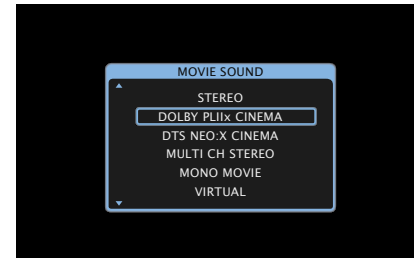 MOVIE SOUND
STEREO
DOLBY PLIIx CINEMA
DTS NEO:X CINEMA
MULTI CH STEREO
MONO MOVIE
VIRTUAL